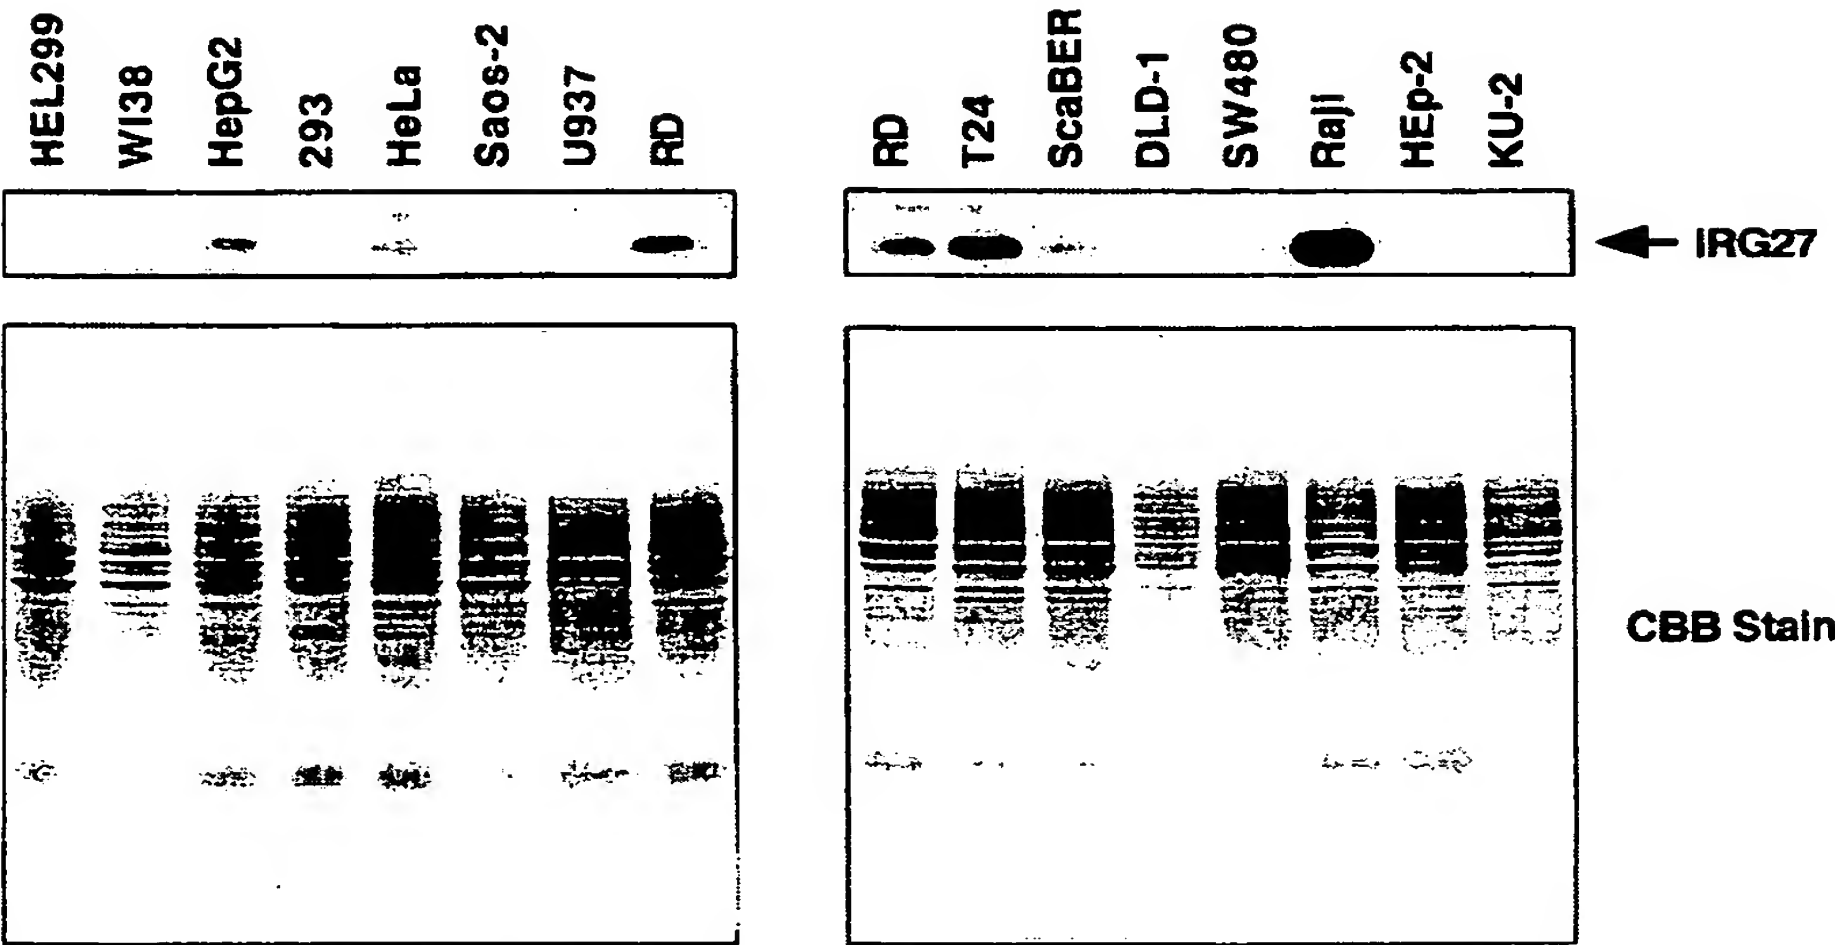 HEL299
WI38
HepG2
293
HeLa
Saos-2
U937
RD
RD
T24
ScaBER
DLD-1
SW480
Raji
HEp-2
KU-2
IRG27
CBB Stain